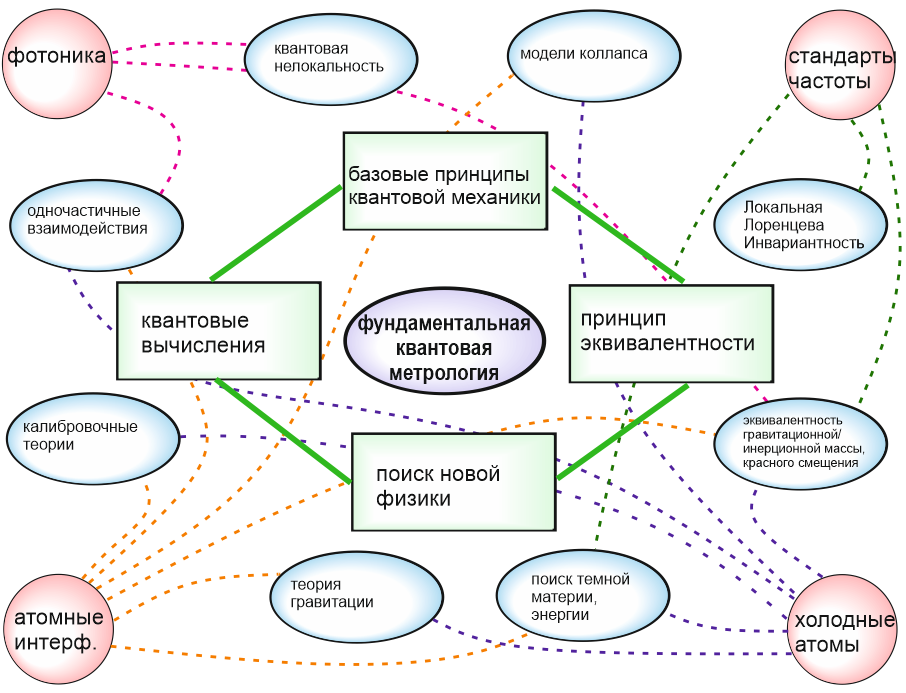 фотоника
квантовая
нелокальность
модели коллапса
стандарты
частоты
базовые принципы
квантовой механики
одночастичные
взаимодействия
Локальная
Лоренцева
Инвариантность
квантовые
вычисления
фундаментальная
квантовая
метрология
принцип
эквивалентности
калибровочные
теории
эквивалентность
гравитационной/
инерционной массы,
красного смещения
поиск новой
физики
атомные
интерф.
теория
гравитации
поиск темной
материи,
энергии
холодные
атомы